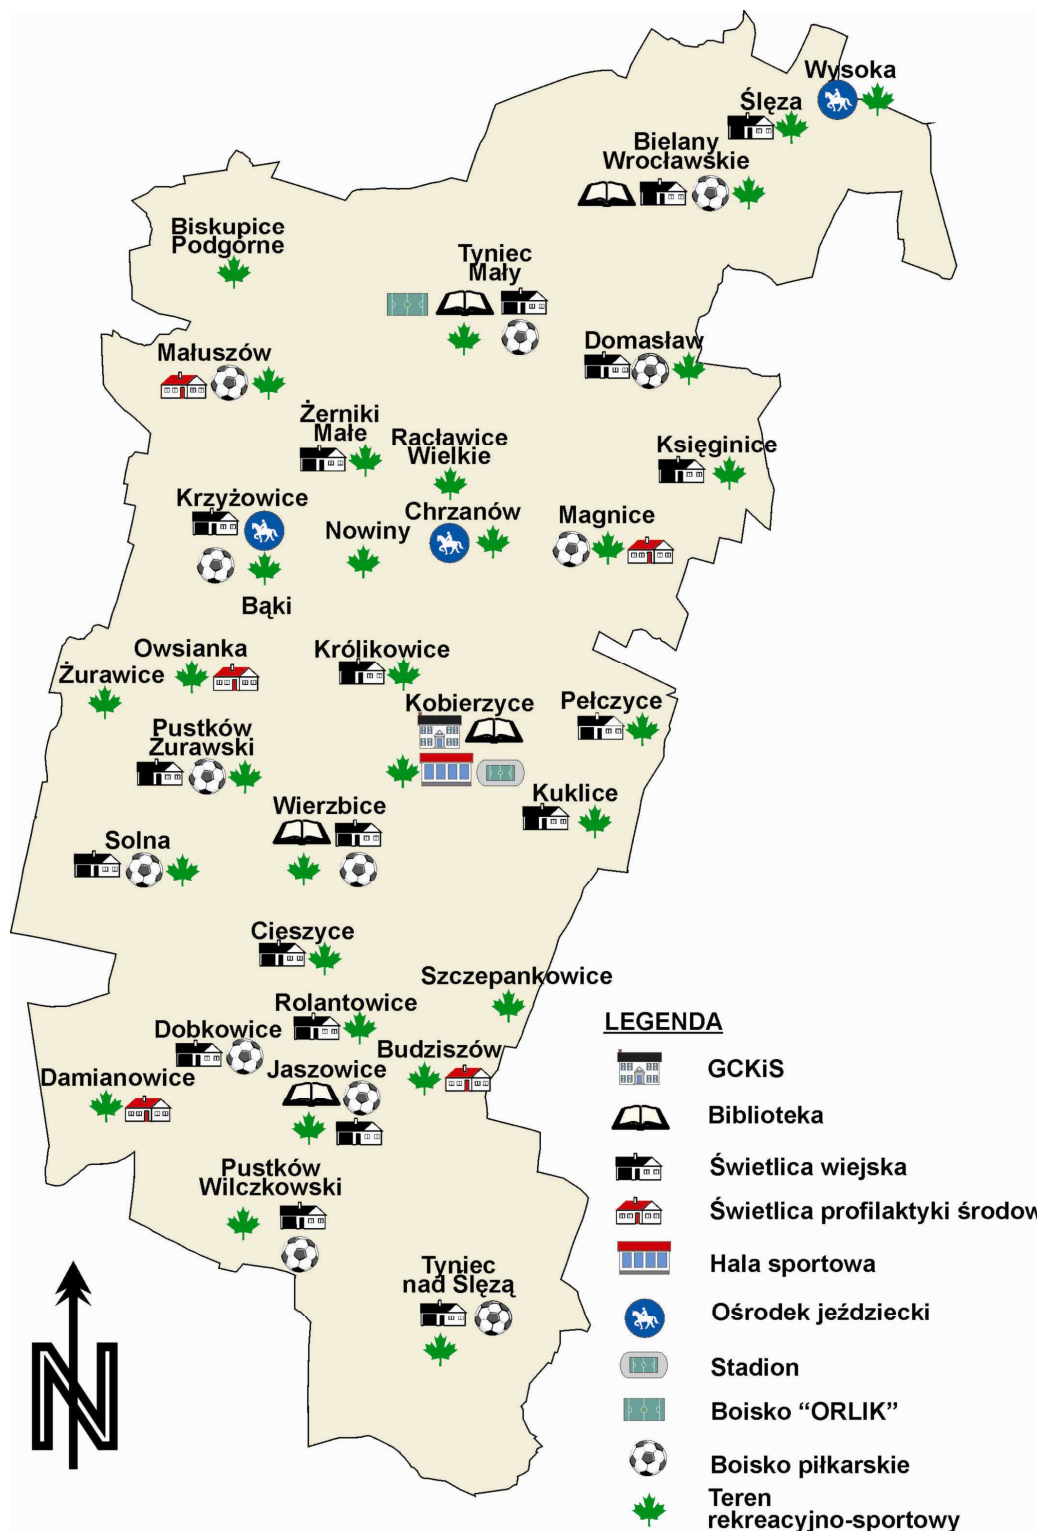 Wysoka
Ślęza
Bielany
Wrocławskie
Biskupice
Podgórne
Tyniec
Mały
Domasław
Małuszów
Żerniki
Małe
Racławice
Wielkie
Księginice
Krzyżowice
Nowiny
Chrzanów
Magnice
Bąki
Owsianka
Żurawice
Królikowice
Kobierzyce
Pełczyce
Pustków
Żurawski
Wierzbice
Kuklice
Solna
Cieszyce
Szczepankowice
Rolantowice
Dobkowice
Budziszów
Jaszowice
Damianowice
Pustków
Wilczkowski
Tyniec
nad Ślęzą
N
LEGENDA
GCKiS
Biblioteka
Świetlica wiejska
Świetlica profilaktyki środow
Hala sportowa
Ośrodek jeździecki
Stadion
Boisko “ORLIK”
Boisko piłkarskie
Teren
rekreacyjno-sportowy